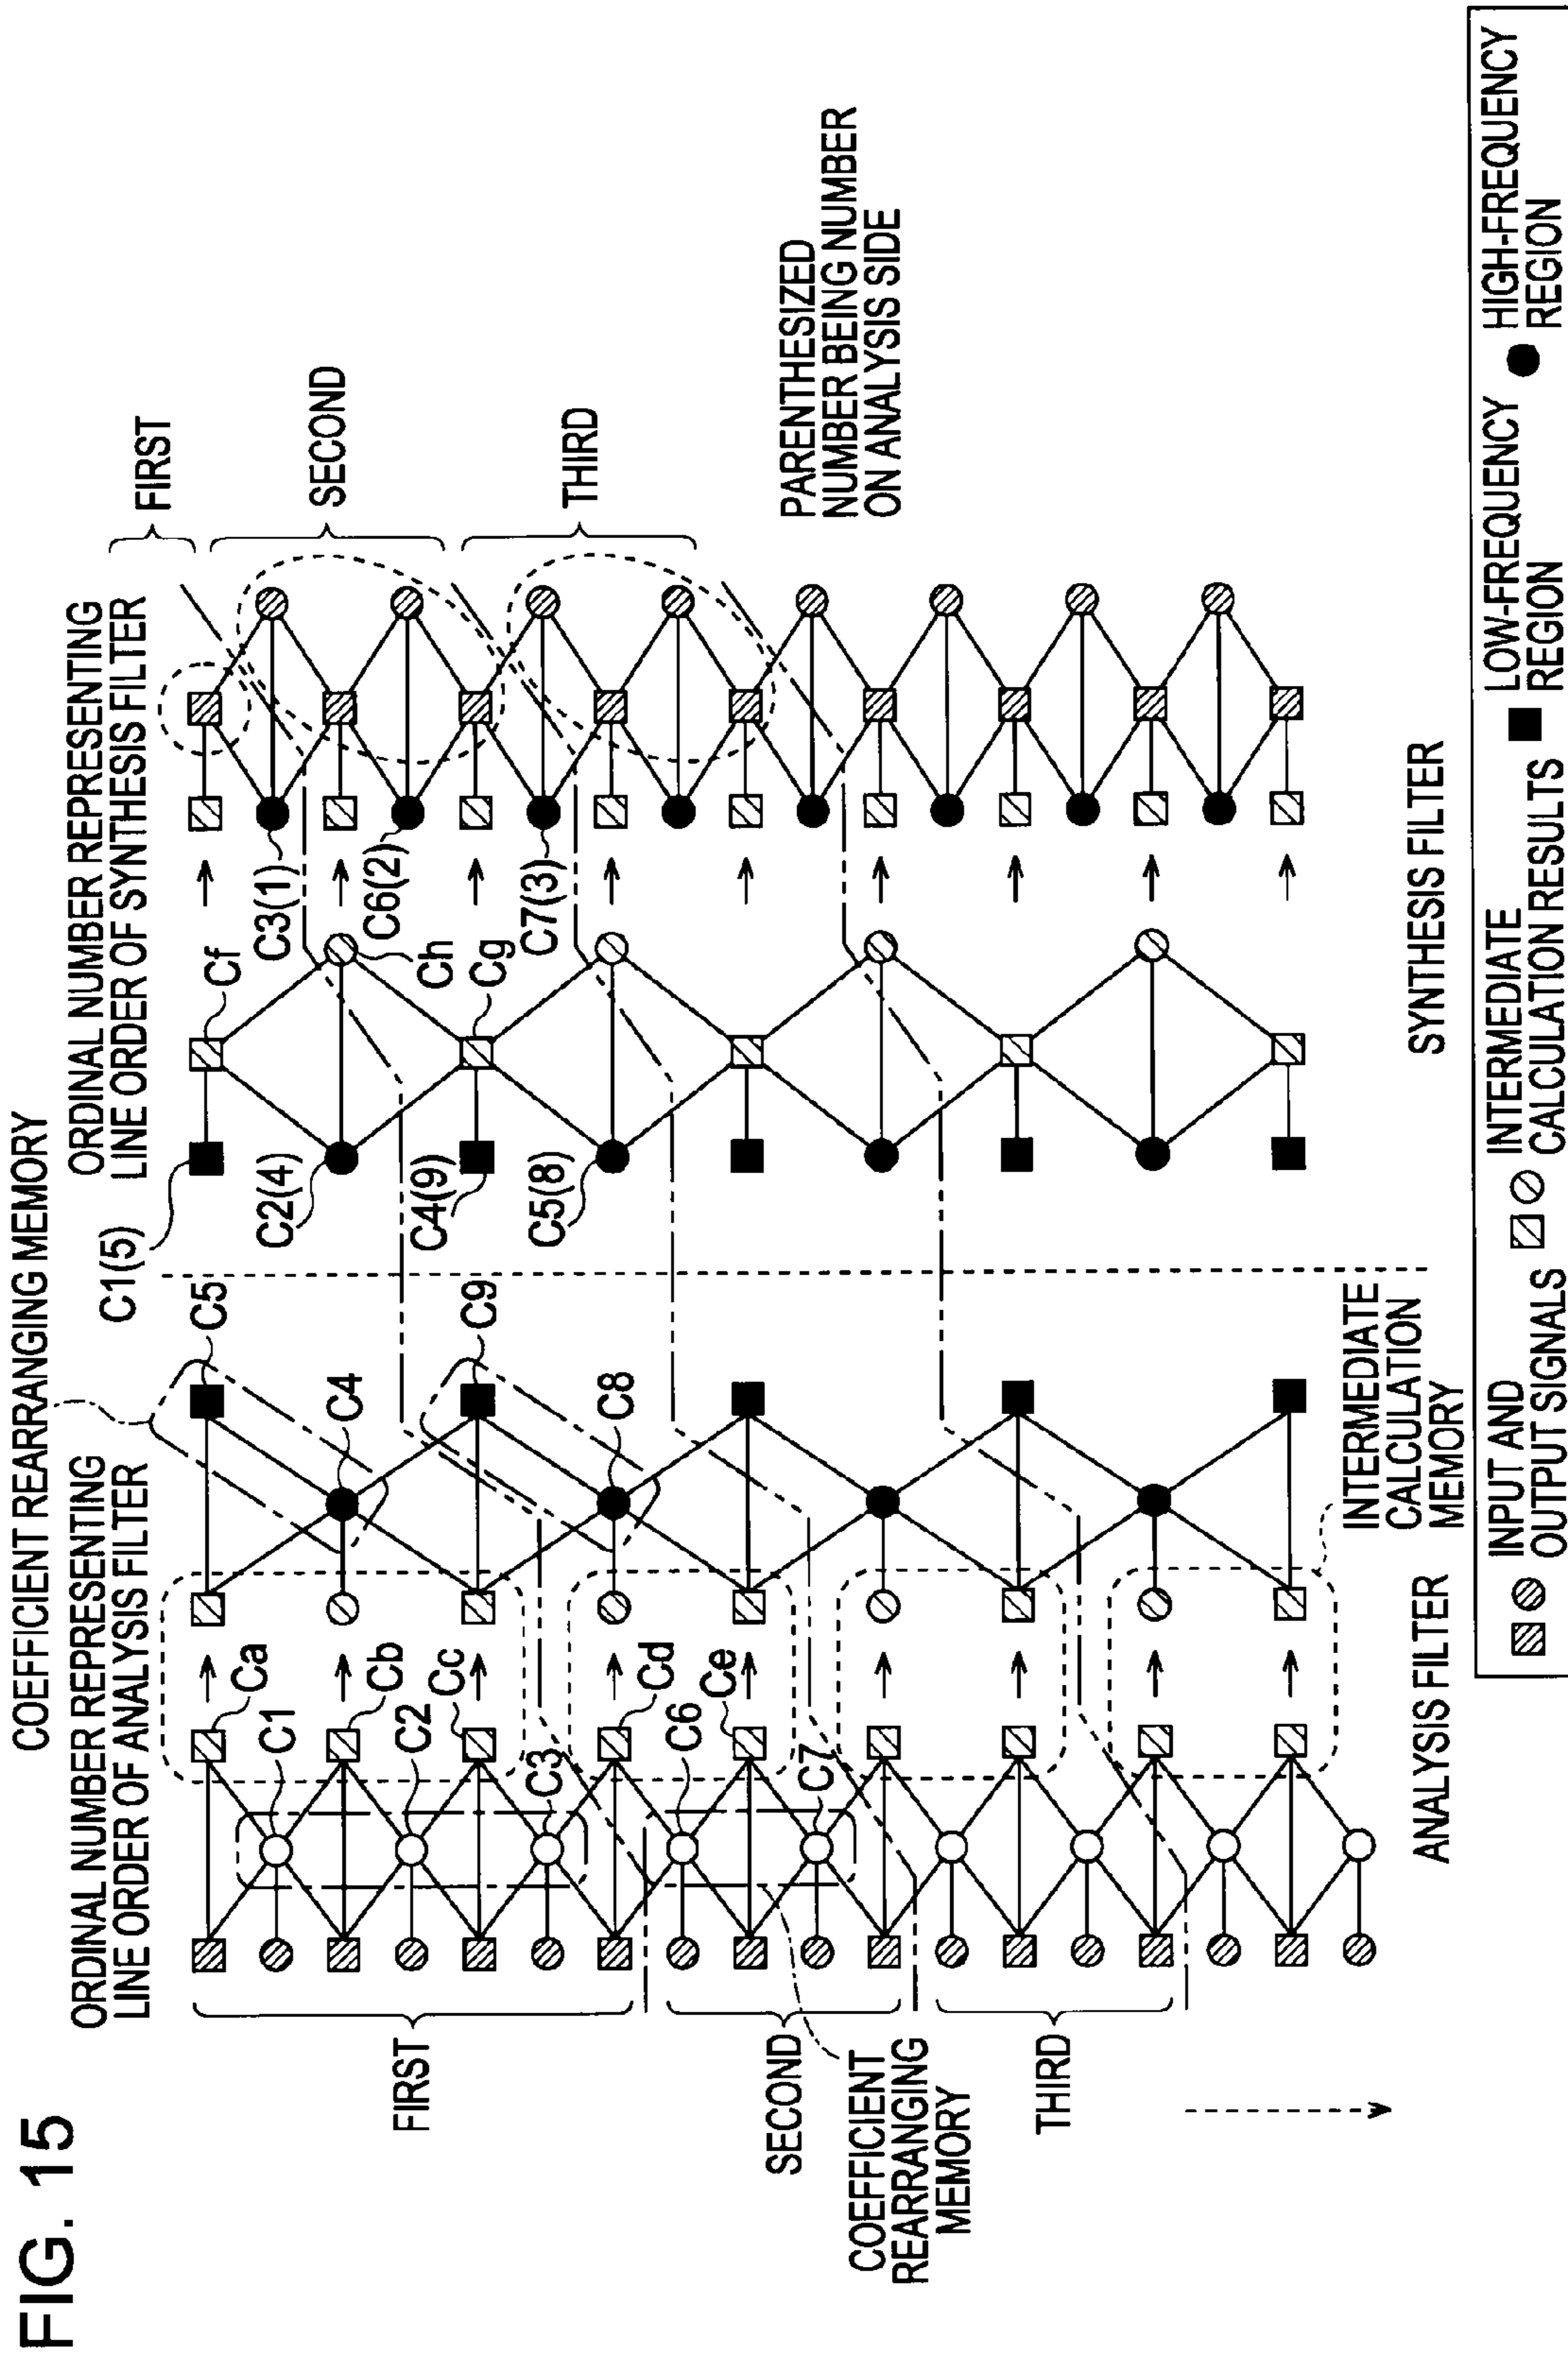 FIG. 15
COEFFICIENT REARRANGING MEMORY
ORDINAL NUMBER REPRESENTING
LINE ORDER OF ANALYSIS FILTER
ORDINAL NUMBER REPRESENTING
LINE ORDER OF SYNTHESIS FILTER
FIRST
SECOND
THIRD
COEFFICIENT
REARRANGING
MEMORY
Ca
C1
Cb
C2
Cc
C3
Cd
C6
Ce
C7
C5
C4
C9
C8
INTERMEDIATE
CALCULATION
MEMORY
ANALYSIS FILTER
C1(5)
C2(4)
C4(9)
C5(8)
Cf
Ch
Cg
C3(1)
C6(2)
C7(3)
FIRST
SECOND
THIRD
PARENTHESIZED
NUMBER BEING NUMBER
ON ANALYSIS SIDE
SYNTHESIS FILTER
INPUT AND
OUTPUT SIGNALS
INTERMEDIATE
CALCULATION RESULTS
LOW-FREQUENCY
REGION
HIGH-FREQUENCY
REGION